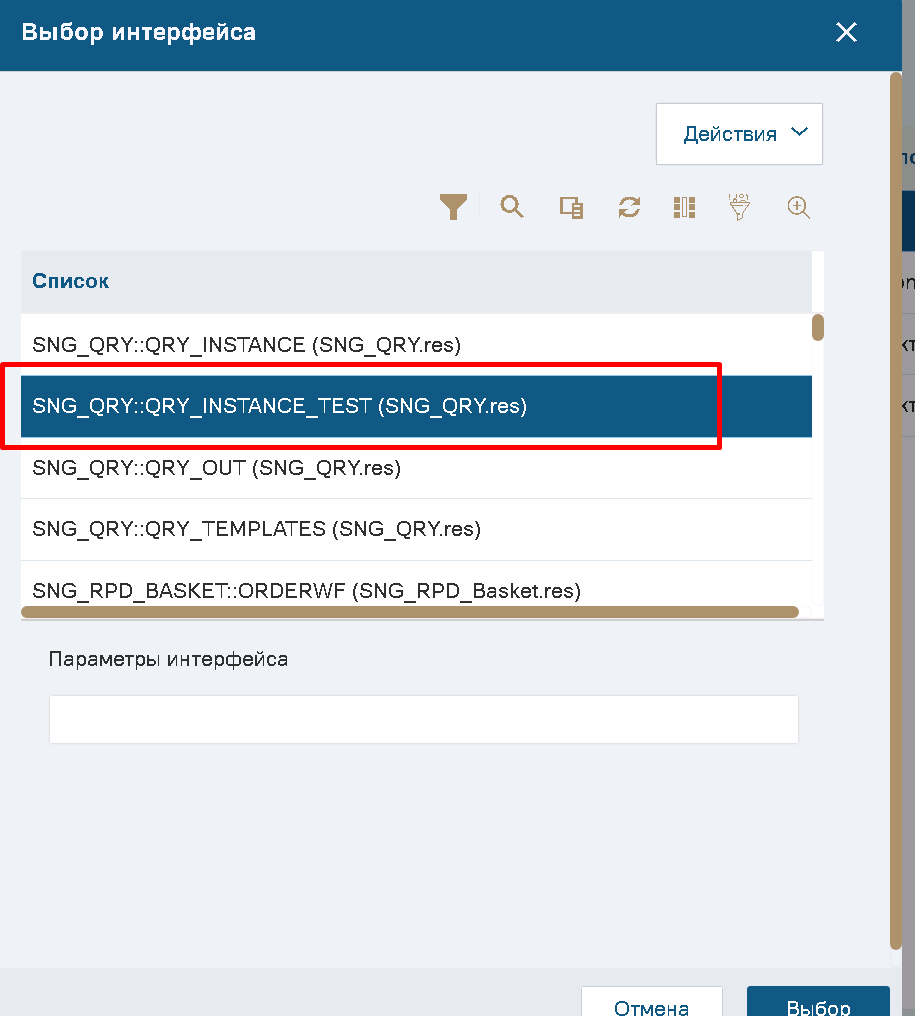 Выбор интерфейса
Действия
Список
SNG_QRY::QRY_INSTANCE (SNG_QRY.res)
SNG_QRY::QRY_INSTANCE_TEST (SNG_QRY.res)
SNG_QRY::QRY_OUT (SNG_QRY.res)
SNG_QRY::QRY_TEMPLATES (SNG_QRY.res)
SNG_RPD_BASKET::ORDERWF (SNG_RPD_Basket.res)
Параметры интерфейса
Отмена
Выбор